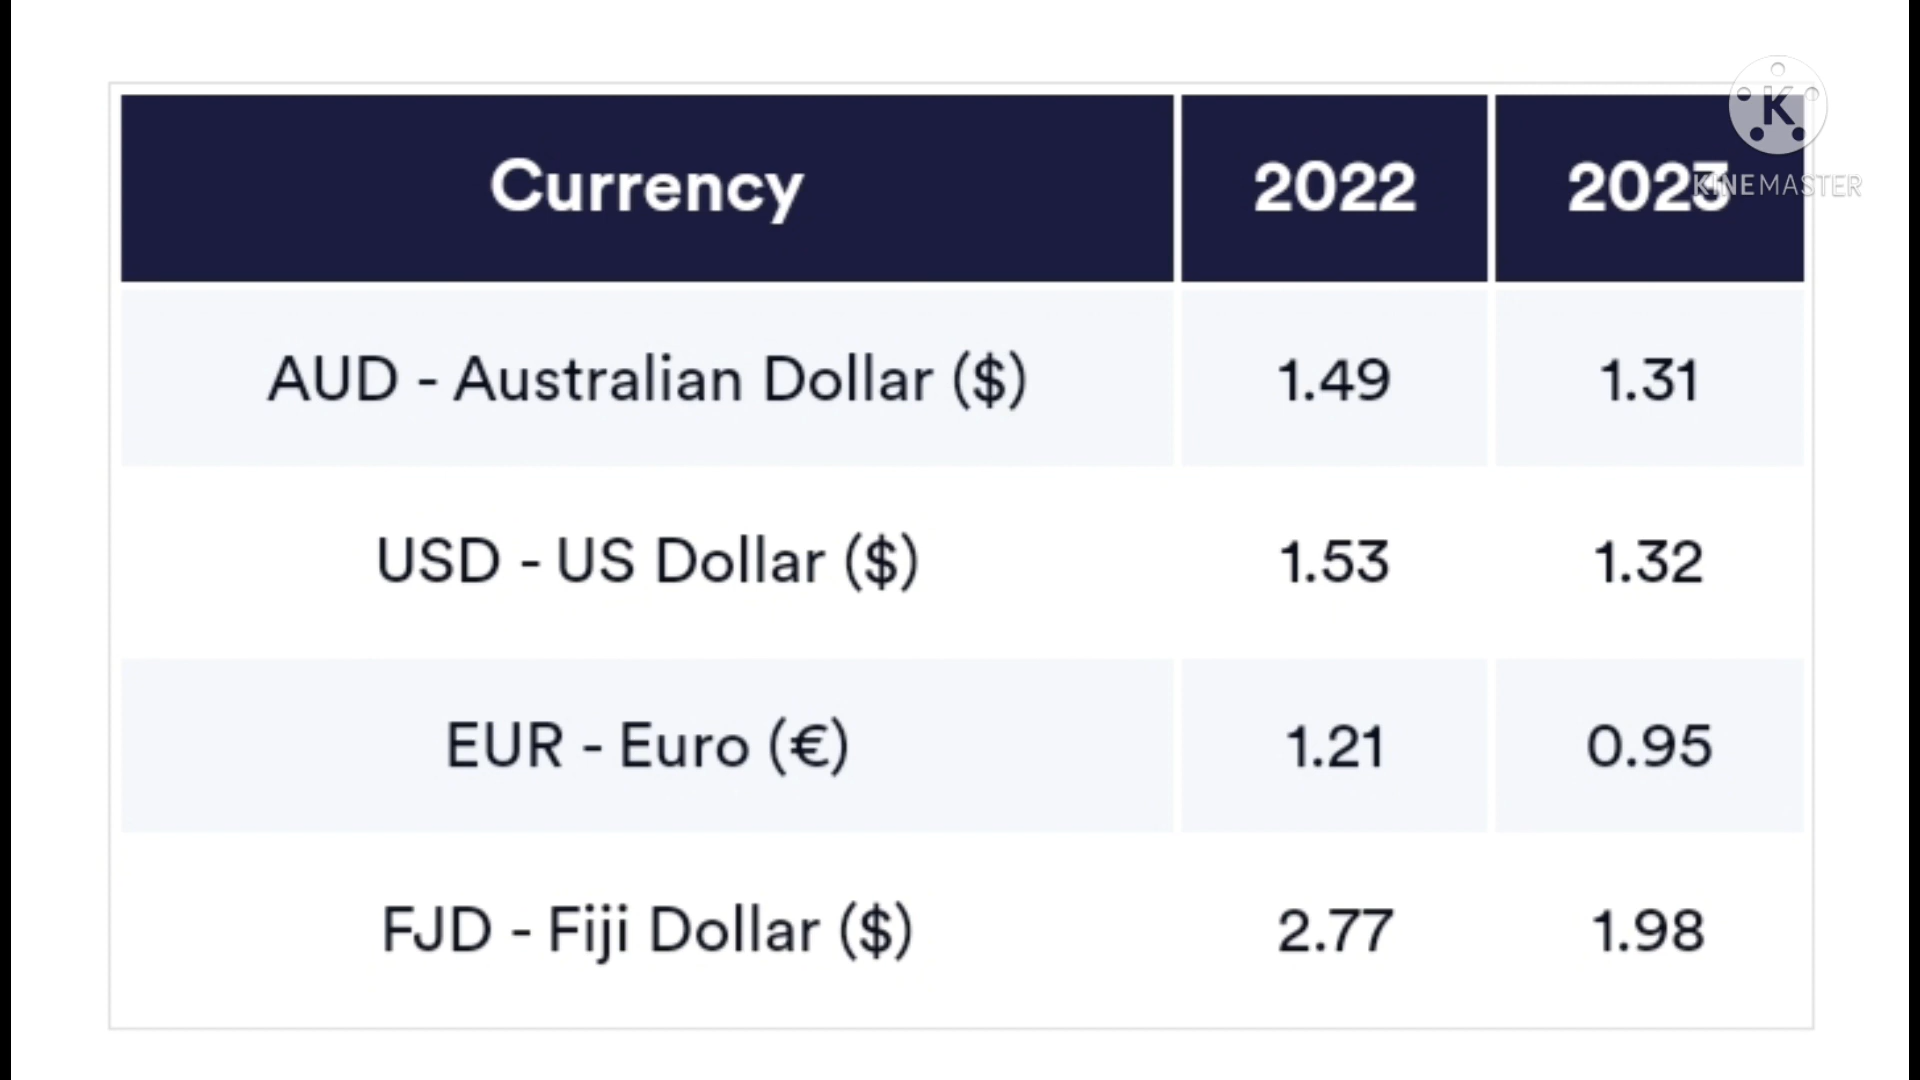 Currency 2022 2023
K
KINEMASTER
AUD - Australian Dollar ($) 1.49 1.31
USD - US Dollar ($) 1.53 1.32
EUR - Euro (€) 1.21 0.95
FJD - Fiji Dollar ($) 2.77 1.98